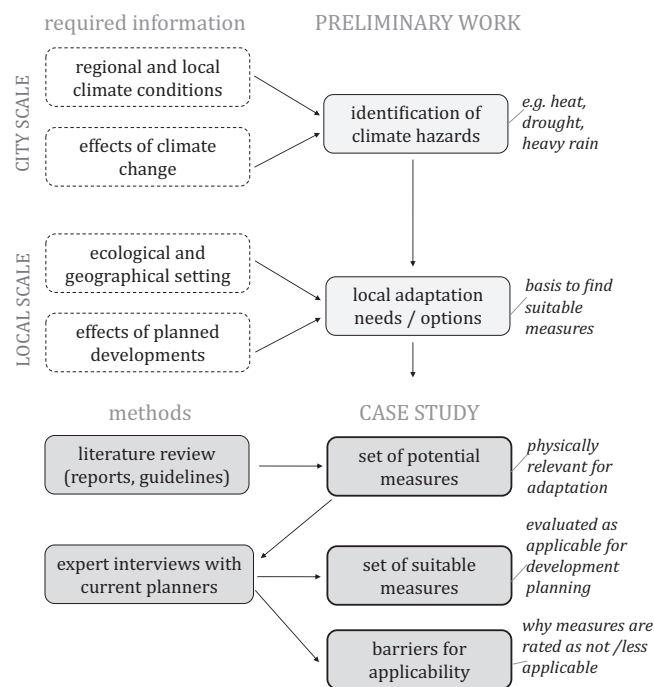 required information
PRELIMINARY WORK
CITY SCALE
regional and local
climate conditions
effects of climate
change
identification of
climate hazards
e.g. heat,
drought,
heavy rain
LOCAL SCALE
ecological and
geographical setting
effects of planned
developments
local adaptation
needs / options
basis to find
suitable
measures
methods
CASE STUDY
literature review
(reports, guidelines)
set of potential
measures
physically
relevant for
adaptation
expert interviews with
current planners
set of suitable
measures
evaluated as
applicable for
development
planning
barriers for
applicability
why measures are
rated as not /less
applicable